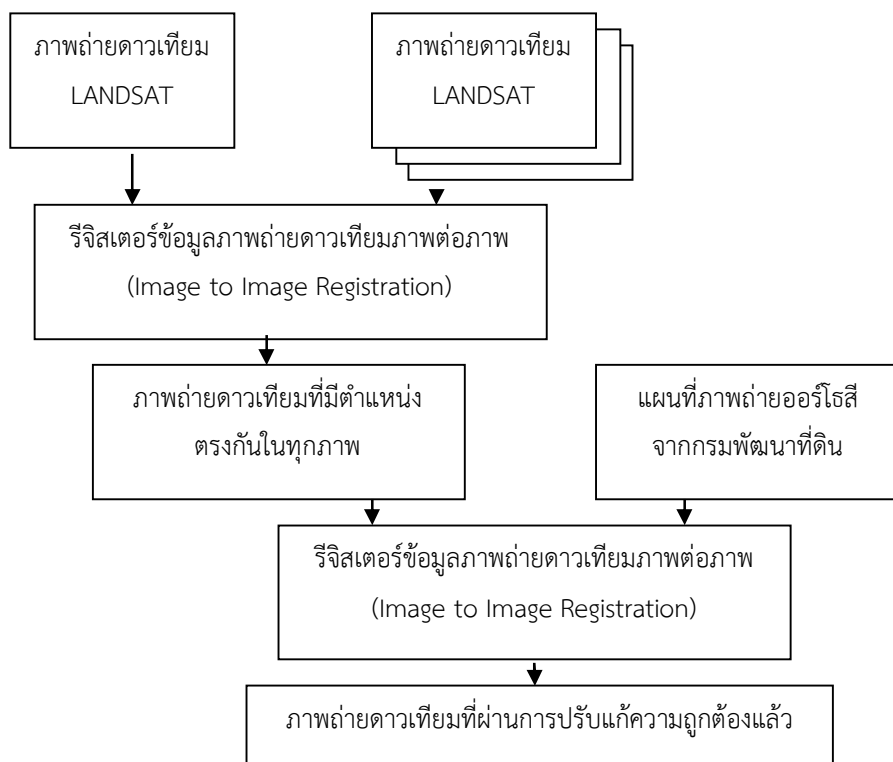 ภาพถ่ายดาวเทียม
LANDSAT
ภาพถ่ายดาวเทียม
LANDSAT
รีจิสเตอร์ข้อมูลภาพถ่ายดาวเทียมภาพต่อภาพ
(Image to Image Registration)
ภาพถ่ายดาวเทียมที่มีตำแหน่ง
ตรงกันในทุกภาพ
แผนที่ภาพถ่ายออร์โธสี
จากกรมพัฒนาที่ดิน
รีจิสเตอร์ข้อมูลภาพถ่ายดาวเทียมภาพต่อภาพ
(Image to Image Registration)
ภาพถ่ายดาวเทียมที่ผ่านการปรับแก้ความถูกต้องแล้ว